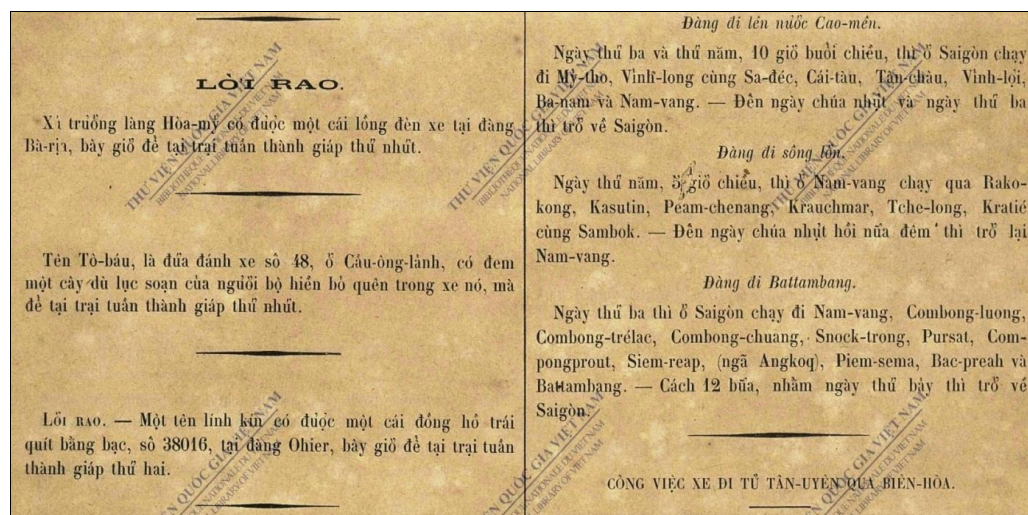 LỜI RAO.
Xã trưởng làng Hòa-mỹ có được một cái lồng đèn xe tại đàng
Bà-rịa, bây giờ để tại trại tuần thành giáp thứ nhứt.
Tên Tò-báu, là đứa đánh xe số 48, ở Cầu-ông-lãnh, có đem
một cây dù lục soạn của người bộ hiền bỏ quên trong xe nó, mà
để tại trại tuần thành giáp thứ nhứt.
LỜI RAO. — Một tên lính kín có được một cái đồng hồ trái
quít bằng bạc, số 38016, tại đàng Ohier, bây giờ để tại trại tuần
thành giáp thứ hai.
Đàng đi lên nước Cao-mên.
Ngày thứ ba và thứ năm, 10 giờ buổi chiều, thì ở Saigòn chạy
đi Mỹ-tho, Vình-long cùng Sa-đéc, Cái-tàu, Tân-châu, Vình-lợi,
Ba-nam và Nam-vang. — Đến ngày chúa nhựt và ngày thứ ba
thì trở về Saigòn.
Đàng đi sông lớn.
Ngày thứ năm, 5 giờ chiều, thì ở Nam-vang chạy qua Rako-
kong, Kasutin, Peam-chenang, Krauchmar, Tche-long, Kratié
cùng Sambok. — Đến ngày chúa nhựt hồi nửa đêm thì trở lại
Nam-vang.
Đàng đi Battambang.
Ngày thứ ba thì ở Saigòn chạy đi Nam-vang, Combong-luong,
Combong-trélac, Combong-chuang, Snock-trong, Pursat, Com-
pongprout, Siem-reap, (ngã Angkoq), Piem-sema, Bac-preah và
Battambang. — Cách 12 bữa, nhằm ngày thứ bảy thì trở về
Saigòn.
CÔNG VIỆC XE ĐI TỪ TÂN-UYÊN QUA BIÊN-HÒA.